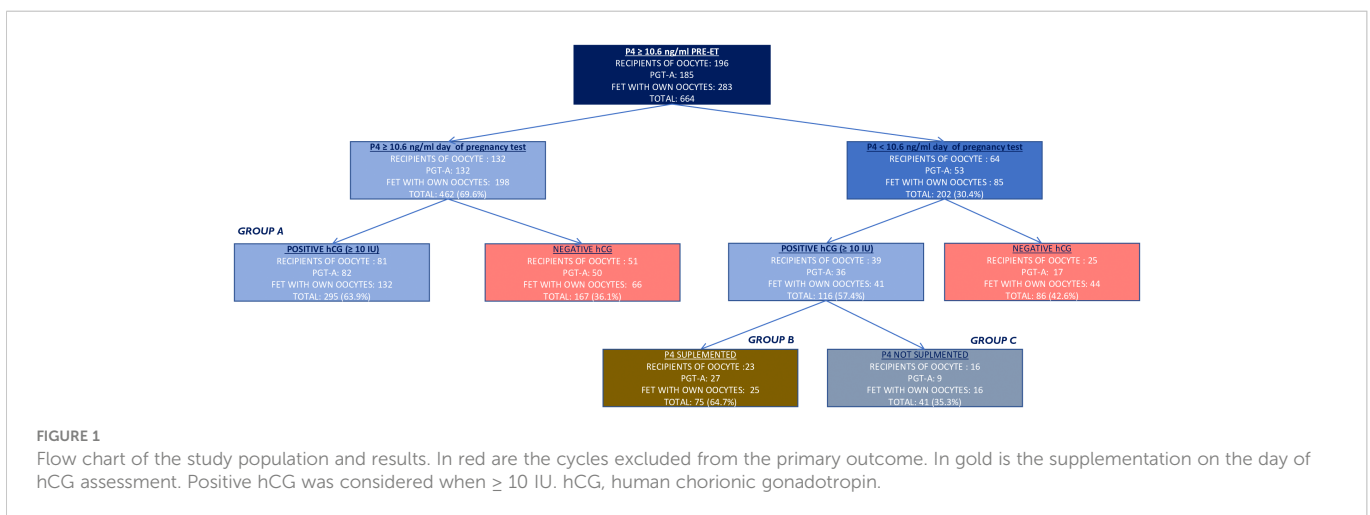 P4 ≥ 10.6 ng/ml PRE-ET
RECIPIENTS OF OOCYTE: 196
PGT-A: 185
FET WITH OWN OOCYTES: 283
TOTAL: 664
P4 ≥ 10.6 ng/ml day of pregnancy test
RECIPIENTS OF OOCYTE : 132
PGT-A: 132
FET WITH OWN OOCYTES: 198
TOTAL: 462 (69.6%)
P4 < 10.6 ng/ml day of pregnancy test
RECIPIENTS OF OOCYTE : 64
PGT-A: 53
FET WITH OWN OOCYTES : 85
TOTAL: 202 (30.4%)
GROUP A
POSITIVE HCG (≥ 10 IU)
RECIPIENTS OF OOCYTE : 81
PGT-A: 82
FET WITH OWN OOCYTES: 132
TOTAL: 295 (63.9%)
NEGATIVE hCG
RECIPIENTS OF OOCYTE : 51
PGT-A: 50
FET WITH OWN OOCYTES: 66
TOTAL: 167 (36.1%)
POSITIVE hCG (≥ 10 IU)
RECIPIENTS OF OOCYTE : 39
PGT-A: 36
FET WITH OWN OOCYTES: 41
TOTAL: 116 (57.4%)
NEGATIVE hCG
RECIPIENTS OF OOCYTE : 25
PGT-A: 17
FET WITH OWN OOCYTES: 44
TOTAL: 86 (42.6%)
GROUP B
P4 SUPLEMENTED
RECIPIENTS OF OOCYTE :23
PGT-A: 27
FET WITH OWN OOCYTES: 25
TOTAL: 75 (64.7%)
GROUP C
P4 NOT SUPLMENTED
RECIPIENTS OF OOCYTE : 16
PGT-A: 9
FET WITH OWN OOCYTES : 16
TOTAL: 41 (35.3%)
FIGURE 1
Flow chart of the study population and results. In red are the cycles excluded from the primary outcome. In gold is the supplementation on the day of
hCG assessment. Positive hCG was considered when ≥ 10 IU. hCG, human chorionic gonadotropin.